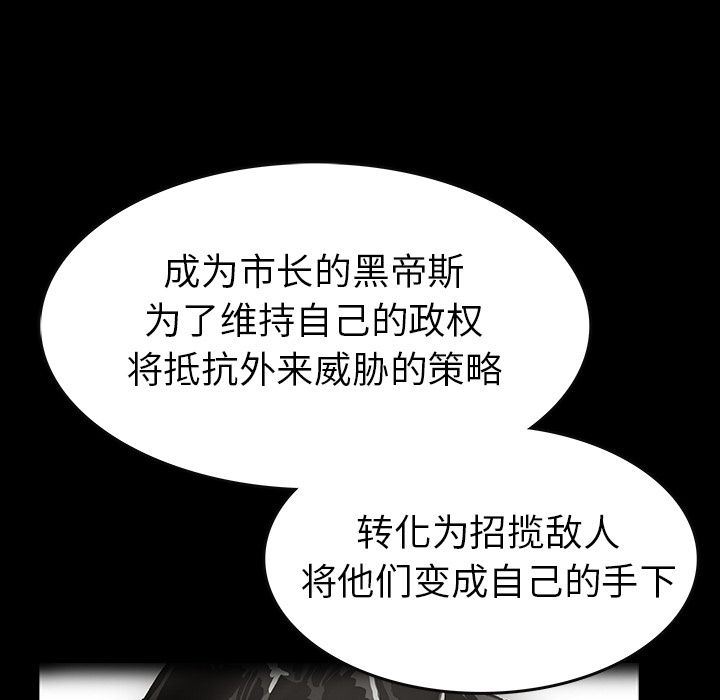 成为市长的黑帝斯
为了维持自己的政权
将抵抗外来威胁的策略
转化为招揽敌人
将他们变成自己的手下